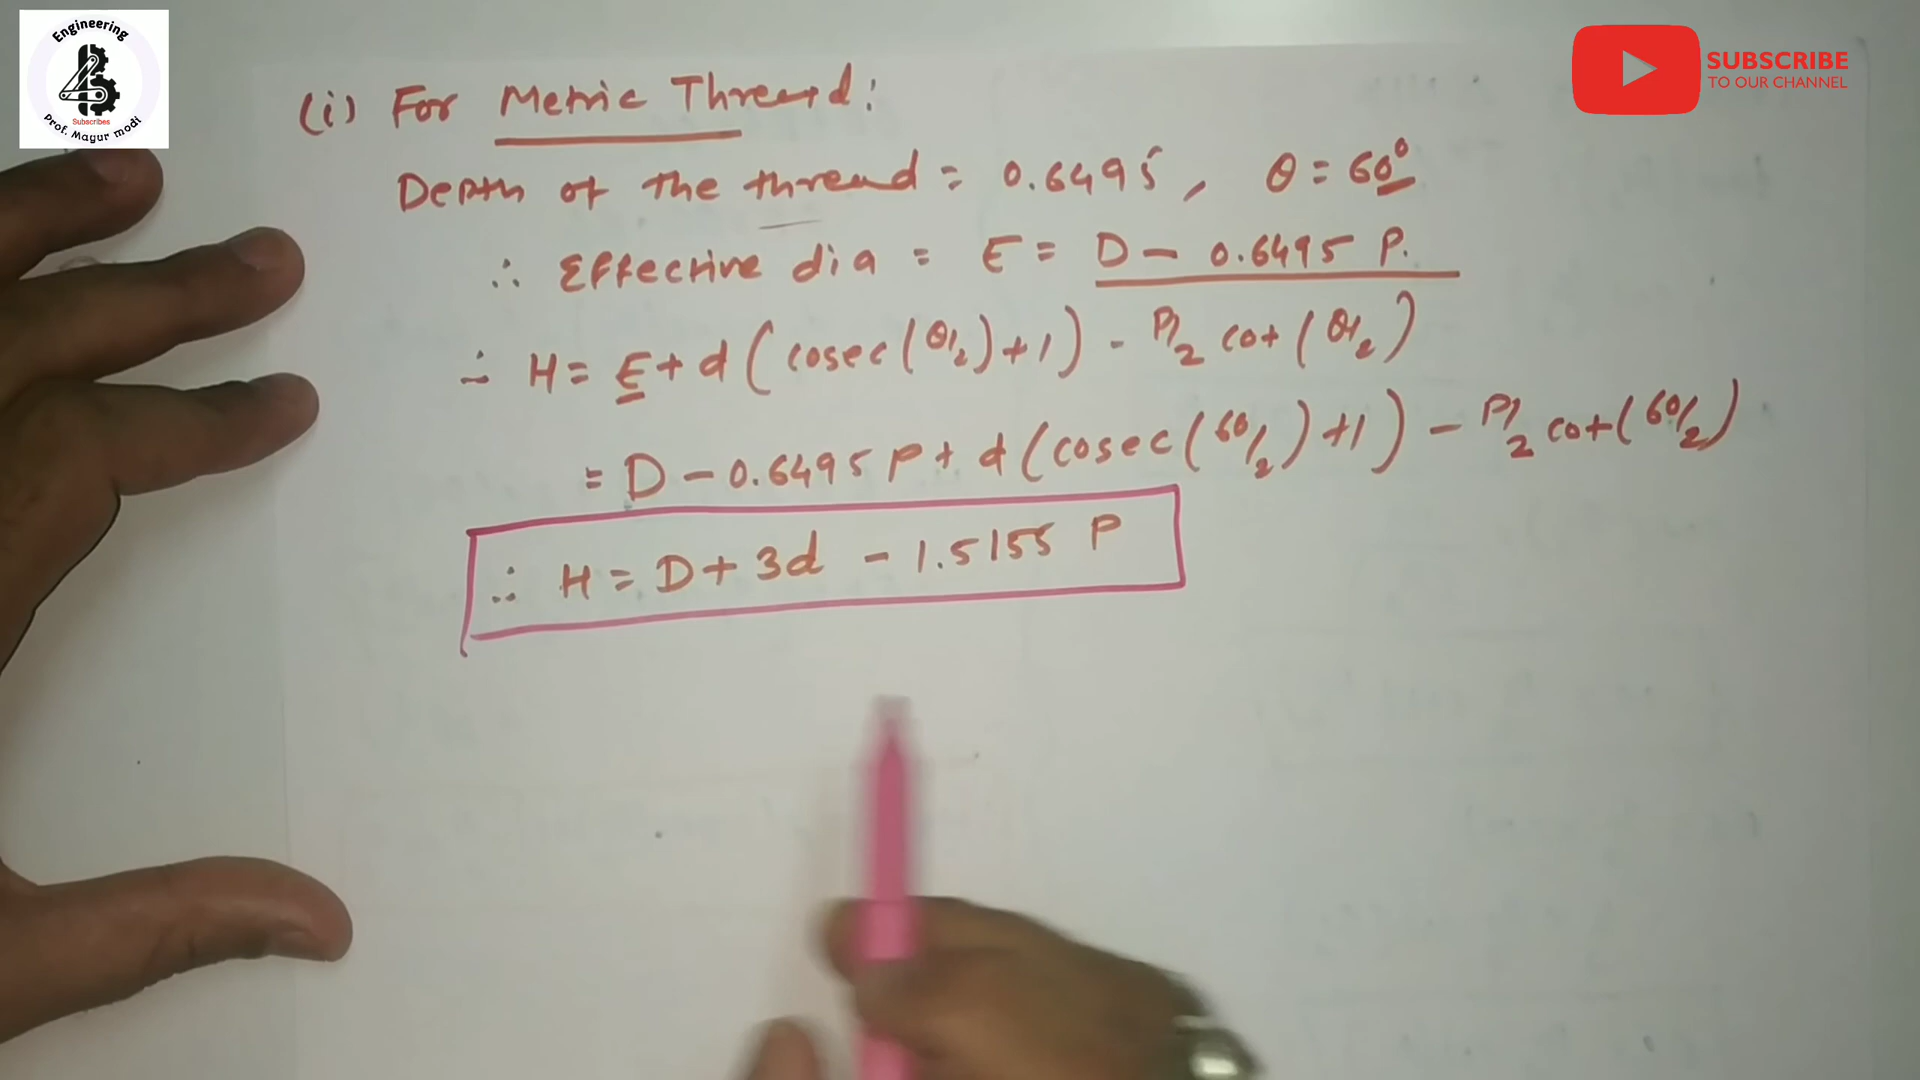 Engineering
Subscribes
Prof. Mayur modi
SUBSCRIBE
TO OUR CHANNEL
(i) For Metric Thread:
Depth of the thread = 0.6495, θ = 60°
∴ Effective dia = E = D - 0.6495 P.
∴ H = E + d (cosec (θ/2) + 1) - P/2 cot (θ/2)
= D - 0.6495 P + d (cosec (60/2) + 1) - P/2 cot (60/2)
∴ H = D + 3d - 1.5155 P